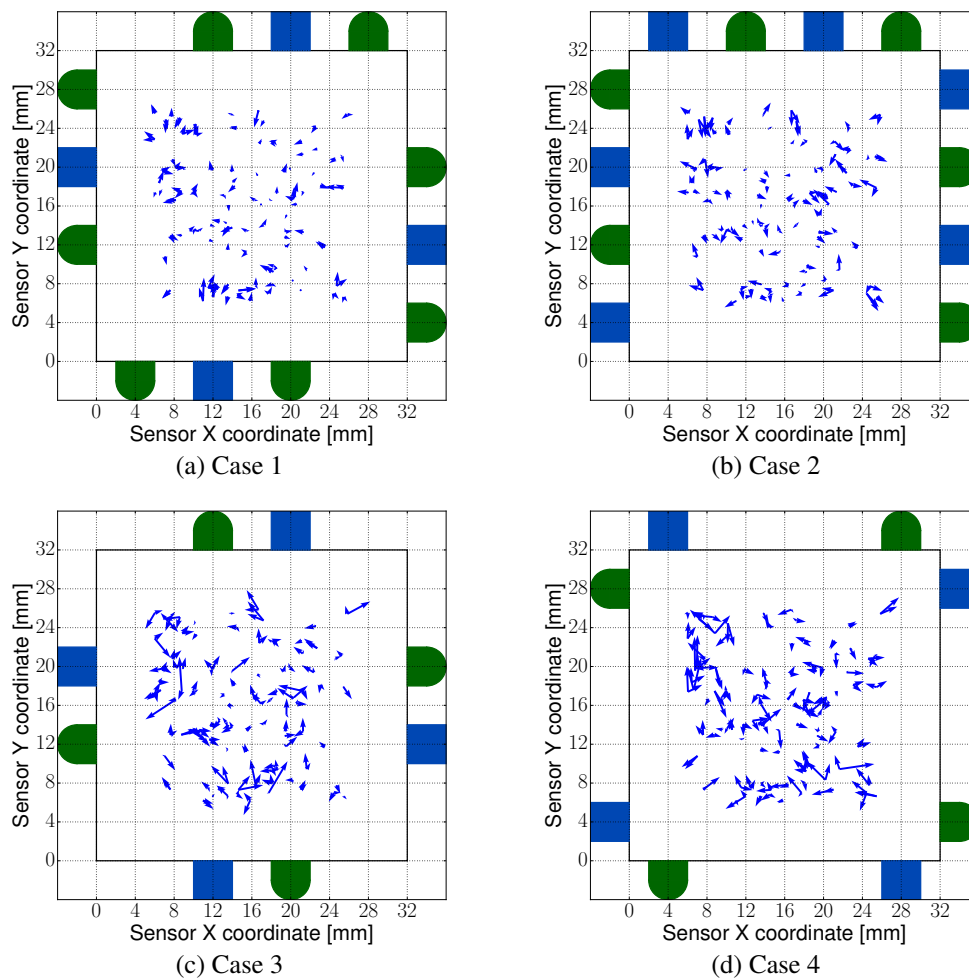 32
28
24
20
16
12
8
4
0
Sensor Y coordinate [mm]
0 4 8 12 16 20 24 28 32
Sensor X coordinate [mm]
(a) Case 1
32
28
24
20
16
12
8
4
0
Sensor Y coordinate [mm]
0 4 8 12 16 20 24 28 32
Sensor X coordinate [mm]
(b) Case 2
32
28
24
20
16
12
8
4
0
Sensor Y coordinate [mm]
0 4 8 12 16 20 24 28 32
Sensor X coordinate [mm]
(c) Case 3
32
28
24
20
16
12
8
4
0
Sensor Y coordinate [mm]
0 4 8 12 16 20 24 28 32
Sensor X coordinate [mm]
(d) Case 4